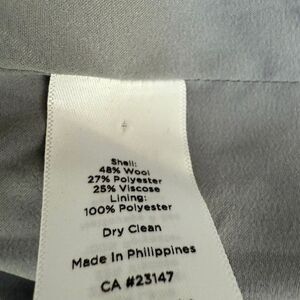 Shell:
48% Wool
27% Polyester
25% Viscose
Lining:
100% Polyester
Dry Clean
Made In Philippines
CA #23147